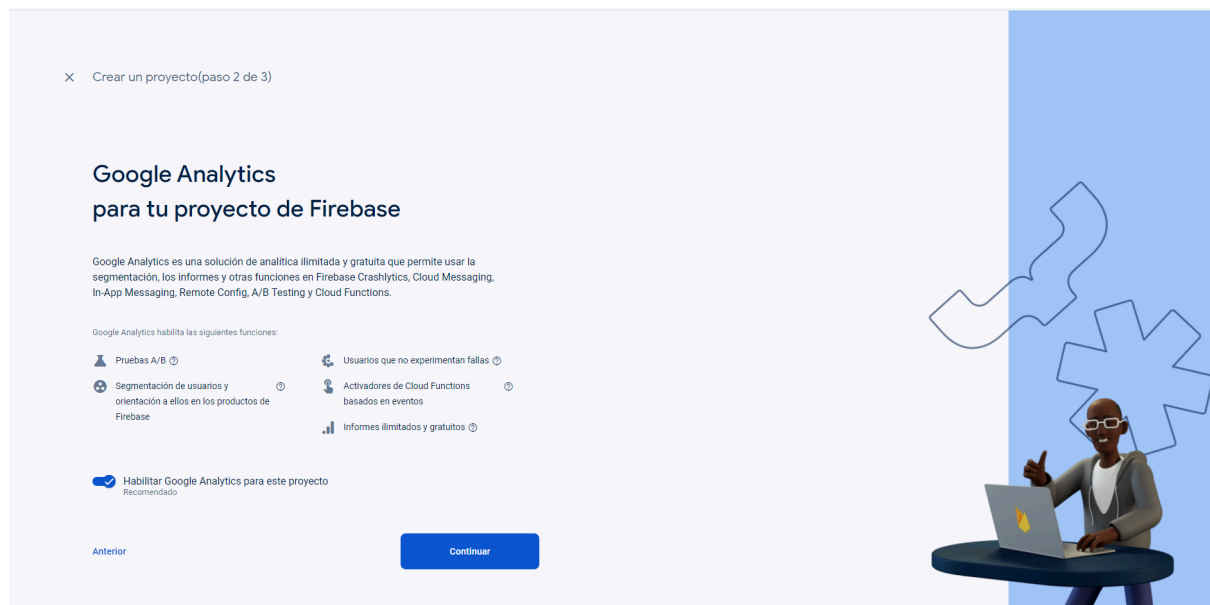 Crear un proyecto(paso 2 de 3)
Google Analytics
para tu proyecto de Firebase
Google Analytics es una solución de analítica ilimitada y gratuita que permite usar la
segmentación, los informes y otras funciones en Firebase Crashlytics, Cloud Messaging,
In-App Messaging, Remote Config, A/B Testing y Cloud Functions.
Google Analytics habilita las siguientes funciones:
Pruebas A/B
Segmentación de usuarios y
orientación a ellos en los productos de
Firebase
Usuarios que no experimentan fallas
Activadores de Cloud Functions
basados en eventos
Informes ilimitados y gratuitos
Habilitar Google Analytics para este proyecto
Recomendado
Anterior
Continuar